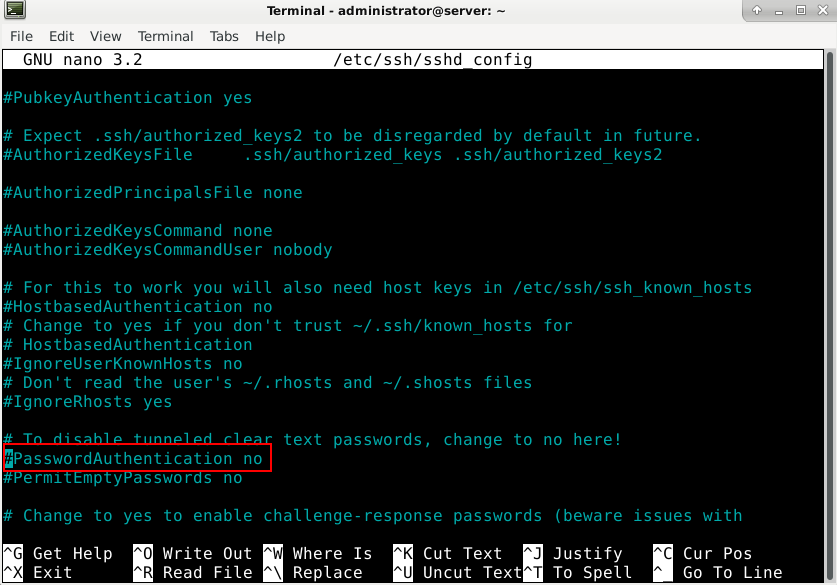 Terminal - administrator@server: ~
File Edit View Terminal Tabs Help
GNU nano 3.2 /etc/ssh/sshd_config
#PubkeyAuthentication yes
# Expect .ssh/authorized_keys2 to be disregarded by default in future.
#AuthorizedKeysFile .ssh/authorized_keys .ssh/authorized_keys2
#AuthorizedPrincipalsFile none
#AuthorizedKeysCommand none
#AuthorizedKeysCommandUser nobody
# For this to work you will also need host keys in /etc/ssh/ssh_known_hosts
#HostbasedAuthentication no
# Change to yes if you don't trust ~/.ssh/known_hosts for
# HostbasedAuthentication
#IgnoreUserKnownHosts no
# Don't read the user's ~/.rhosts and ~/.shosts files
#IgnoreRhosts yes
# To disable tunneled clear text passwords, change to no here!
#PasswordAuthentication no
#PermitEmptyPasswords no
# Change to yes to enable challenge-response passwords (beware issues with
^G Get Help ^O Write Out ^W Where Is ^K Cut Text ^J Justify ^C Cur Pos
^X Exit ^R Read File ^\ Replace ^U Uncut Text ^T To Spell ^_ Go To Line